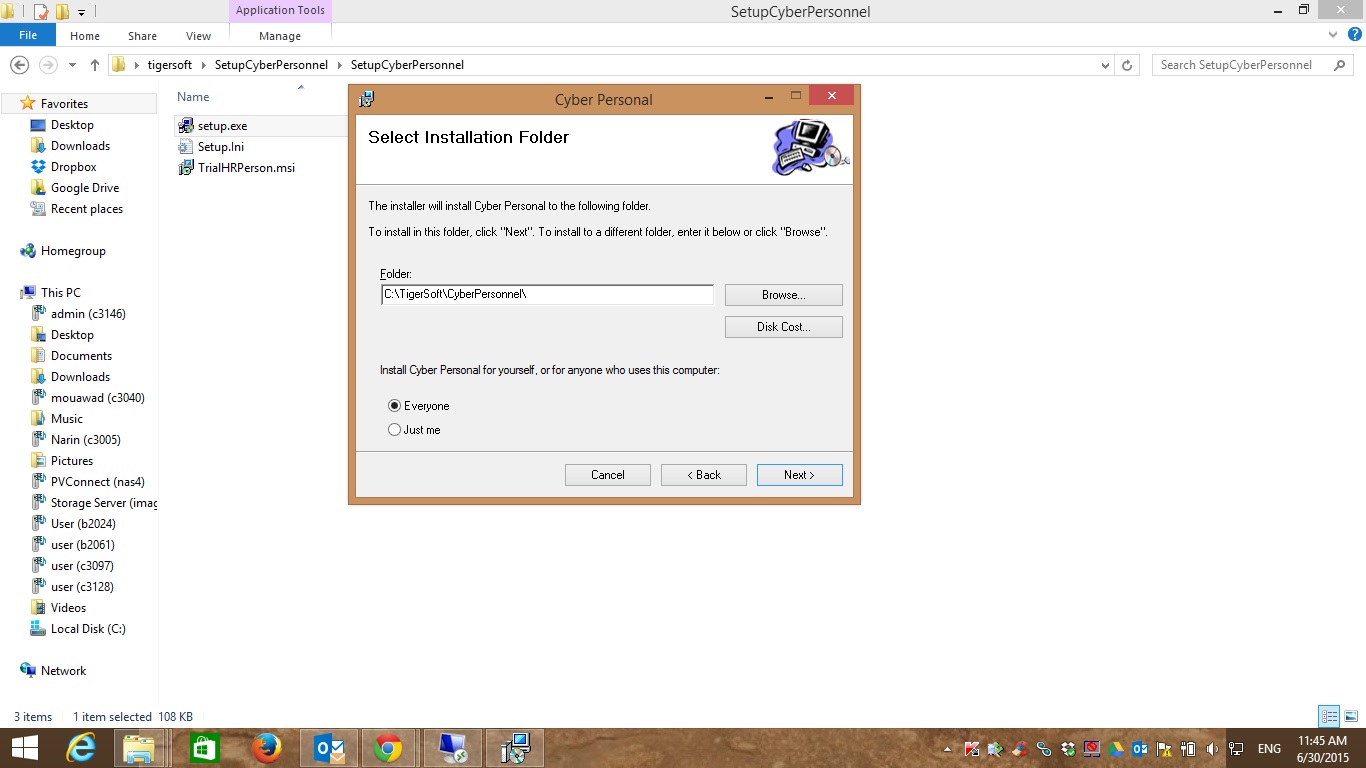 Application Tools
SetupCyberPersonnel
File
Home
Share
View
Manage
tigersoft
SetupCyberPersonnel
SetupCyberPersonnel
Search SetupCyberPersonnel
Favorites
Desktop
Downloads
Dropbox
Google Drive
Recent places
Homegroup
This PC
admin (c3146)
Desktop
Documents
Downloads
mouawad (c3040)
Music
Narin (c3005)
Pictures
PVConnect (nas4)
Storage Server (imag
User (b2024)
user (b2061)
user (c3097)
user (c3128)
Videos
Local Disk (C:)
Network
Name
setup.exe
Setup.Ini
TrialHRPerson.msi
Cyber Personal
Select Installation Folder
The installer will install Cyber Personal to the following folder.
To install in this folder, click "Next". To install to a different folder, enter it below or click "Browse".
Folder:
C:\TigerSoft\CyberPersonnel\
Browse...
Disk Cost...
Install Cyber Personal for yourself, or for anyone who uses this computer:
Everyone
Just me
Cancel
< Back
Next >
3 items
1 item selected 108 KB
ENG
11:45 AM
6/30/2015